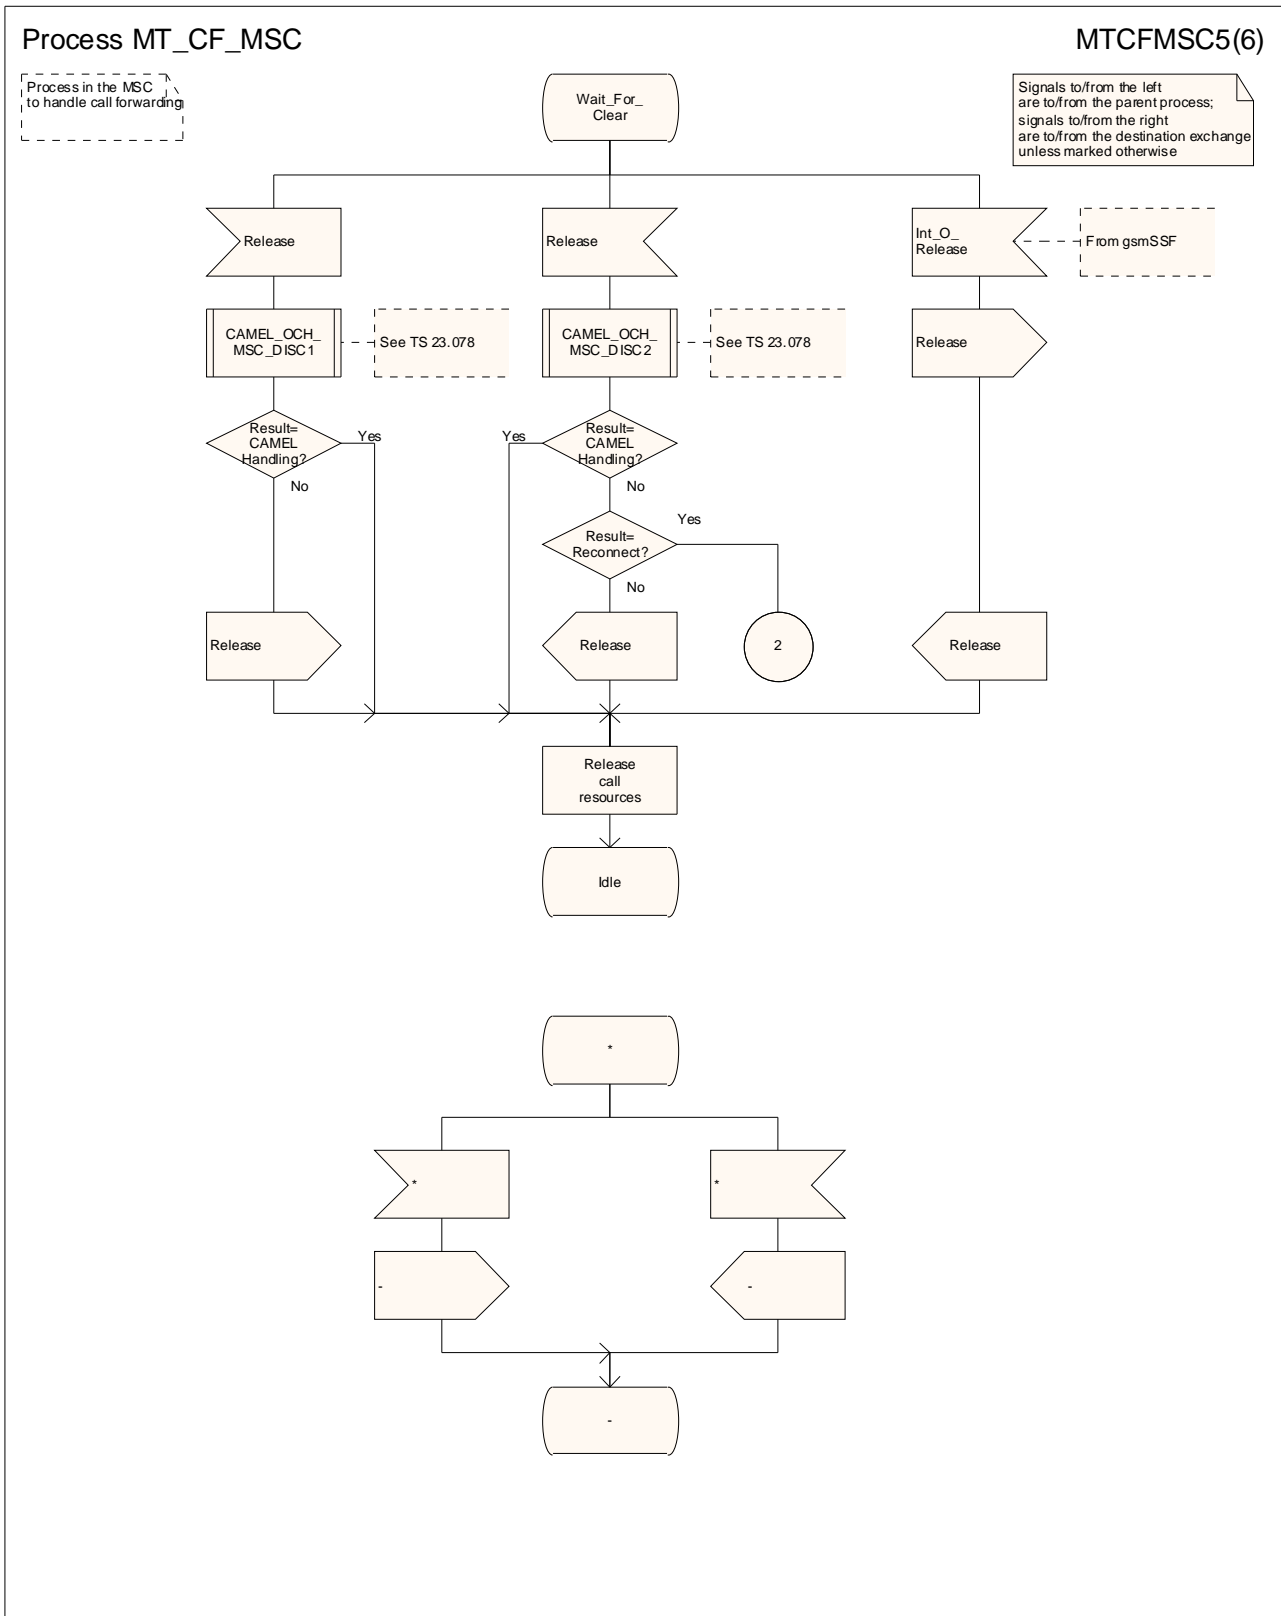 Process MT_CF_MSC
MTCFMSC5(6)
Process in the MSC
to handle call forwarding
Signals to/from the left
are to/from the parent process;
signals to/from the right
are to/from the destination exchange
unless marked otherwise
Wait_For_
Clear
Release
Release
Int_O_
Release
From gsmSSF
CAMEL_OCH_
MSC_DISC1
See TS 23.078
CAMEL_OCH_
MSC_DISC2
See TS 23.078
Release
Result=
CAMEL
Handling?
Yes
No
Yes
Result=
CAMEL
Handling?
No
Result=
Reconnect?
Yes
No
Release
Release
2
Release
Release
call
resources
Idle
*
*
*
-
-
-